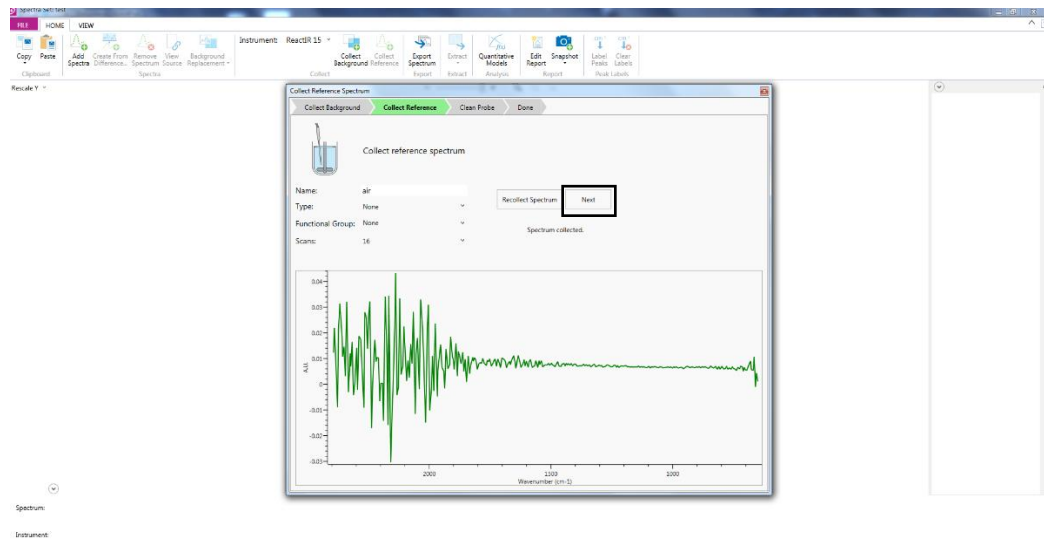 Spectra Set: test
FILE HOME VIEW
Copy Paste Add Spectra Create From Difference... Remove Spectrum View Source Background Replacement Instrument: ReactIR 15 Collect Background Collect Reference Export Spectrum Extract Quantitative Models Edit Report Snapshot Label Peaks Clear Labels
Clipboard Spectra Collect Export Extract Analysis Report Peak Labels
Rescale Y
Collect Reference Spectrum
Collect Background Collect Reference Clean Probe Done
Collect reference spectrum
Name: air
Recollect Spectrum Next
Type: None
Functional Group: None
Spectrum collected.
Scans: 16
0.04
0.03
0.02
0.01
A.U.
0
-0.01
-0.02
-0.03
2000 1500 1000
Wavenumber (cm-1)
Spectrum:
Instrument: